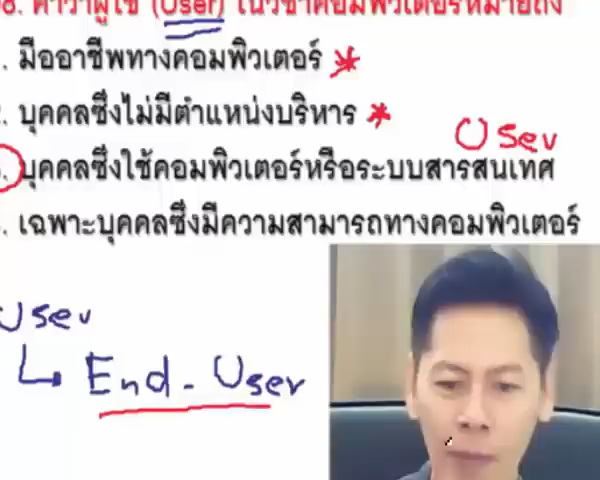 8. คำว่าผู้ใช้ (User) ในวิชาคอมพิวเตอร์หมายถึง
. มืออาชีพทางคอมพิวเตอร์
. บุคคลซึ่งไม่มีตำแหน่งบริหาร
User
. บุคคลซึ่งใช้คอมพิวเตอร์หรือระบบสารสนเทศ
. เฉพาะบุคคลซึ่งมีความสามารถทางคอมพิวเตอร์
User
End-User